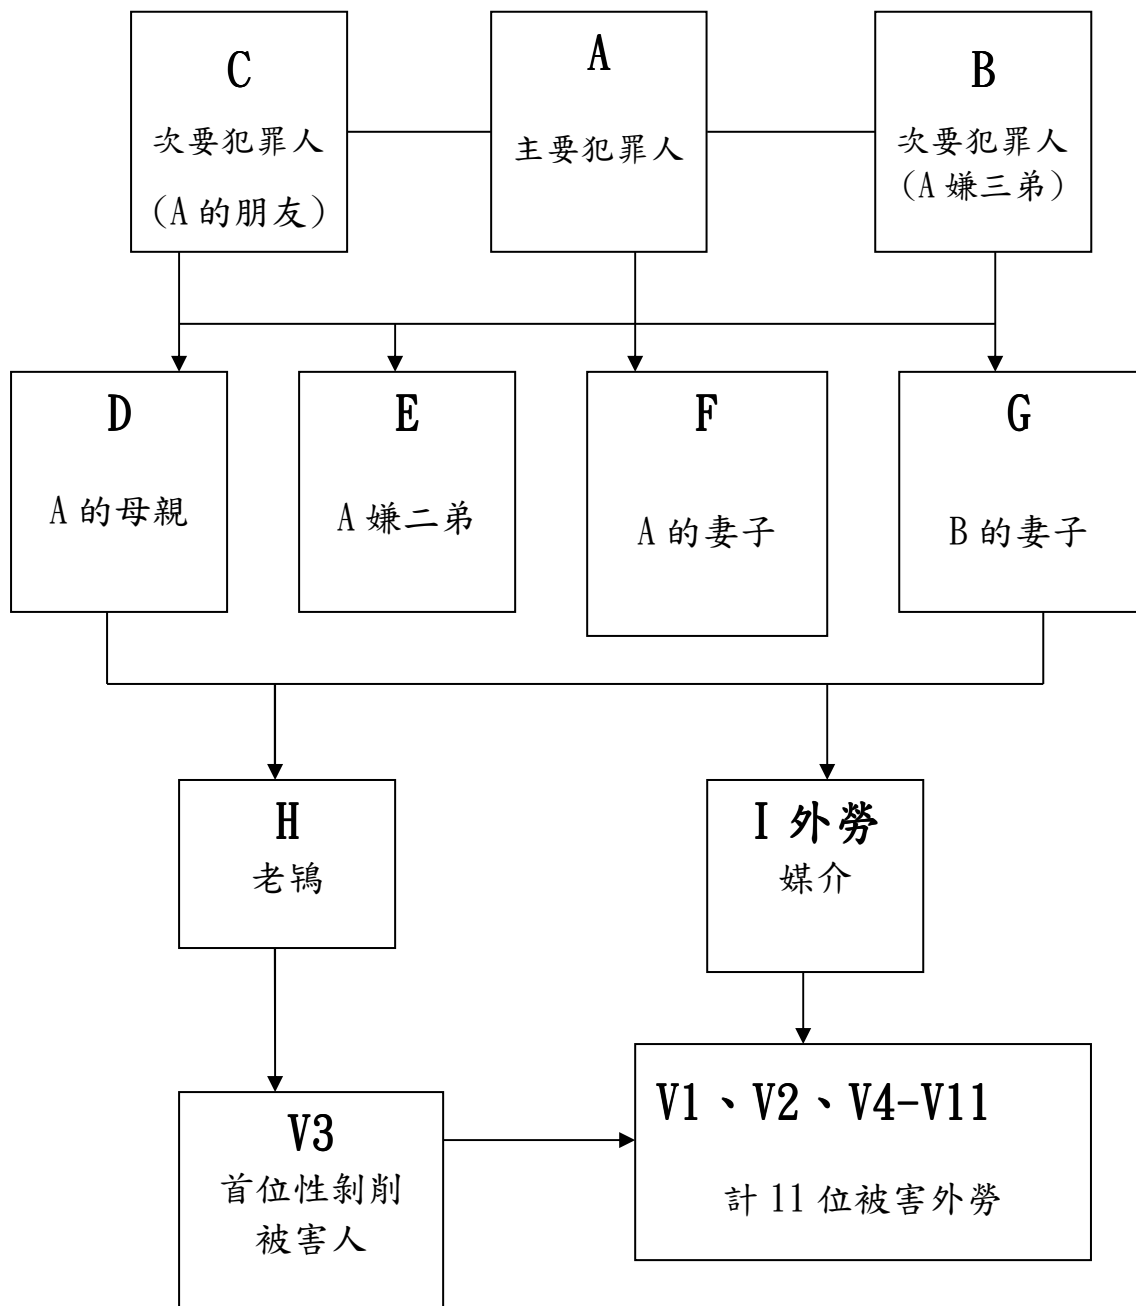 C
次要犯罪人
(A的朋友)
A
主要犯罪人
B
次要犯罪人
(A嫌三弟)
D
A的母親
E
A嫌二弟
F
A的妻子
G
B的妻子
H
老鴇
I 外勞
媒介
V3
首位性剝削
被害人
V1、V2、V4-V11
計11位被害外勞